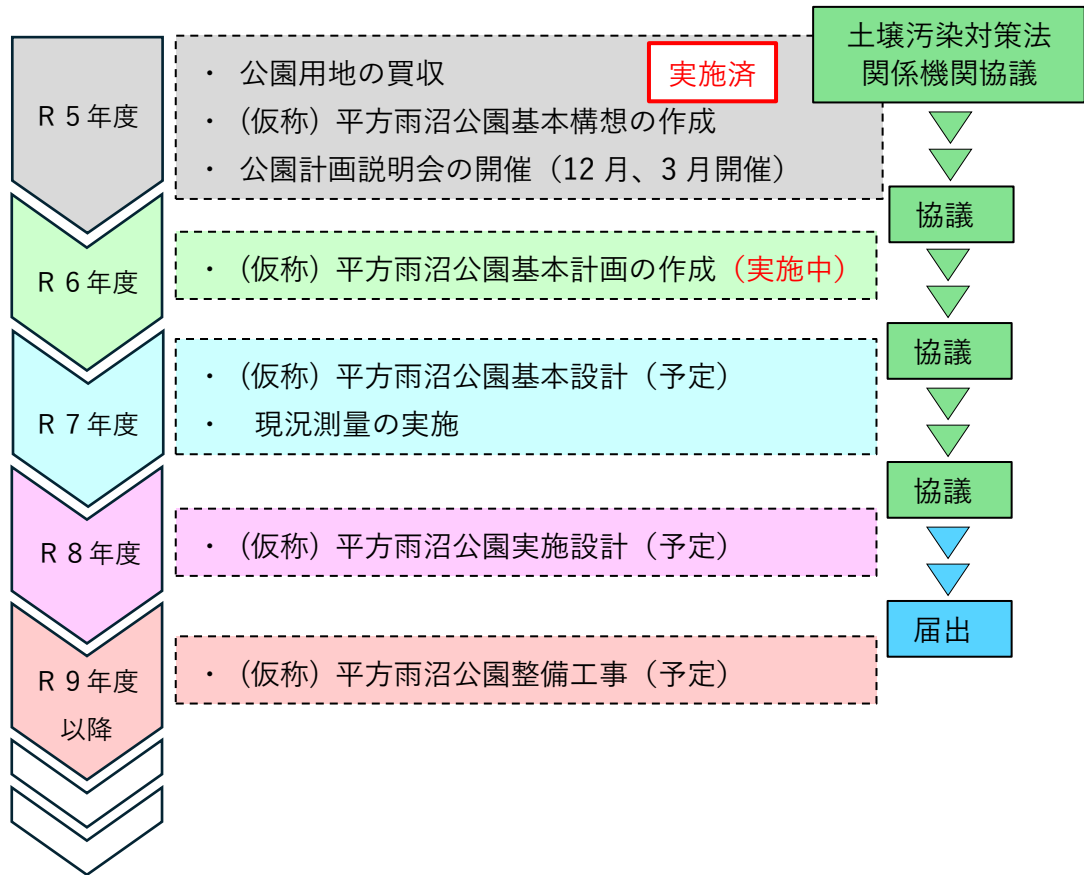 R 5年度
・ 公園用地の買収
実施済
・ (仮称) 平方雨沼公園基本構想の作成
・ 公園計画説明会の開催（12月、3月開催）
土壌汚染対策法
関係機関協議
協議
R 6年度
・ (仮称) 平方雨沼公園基本計画の作成（実施中）
協議
R 7年度
・ (仮称) 平方雨沼公園基本設計（予定）
・ 現況測量の実施
協議
R 8年度
・ (仮称) 平方雨沼公園実施設計（予定）
届出
R 9年度
以降
・ (仮称) 平方雨沼公園整備工事（予定）